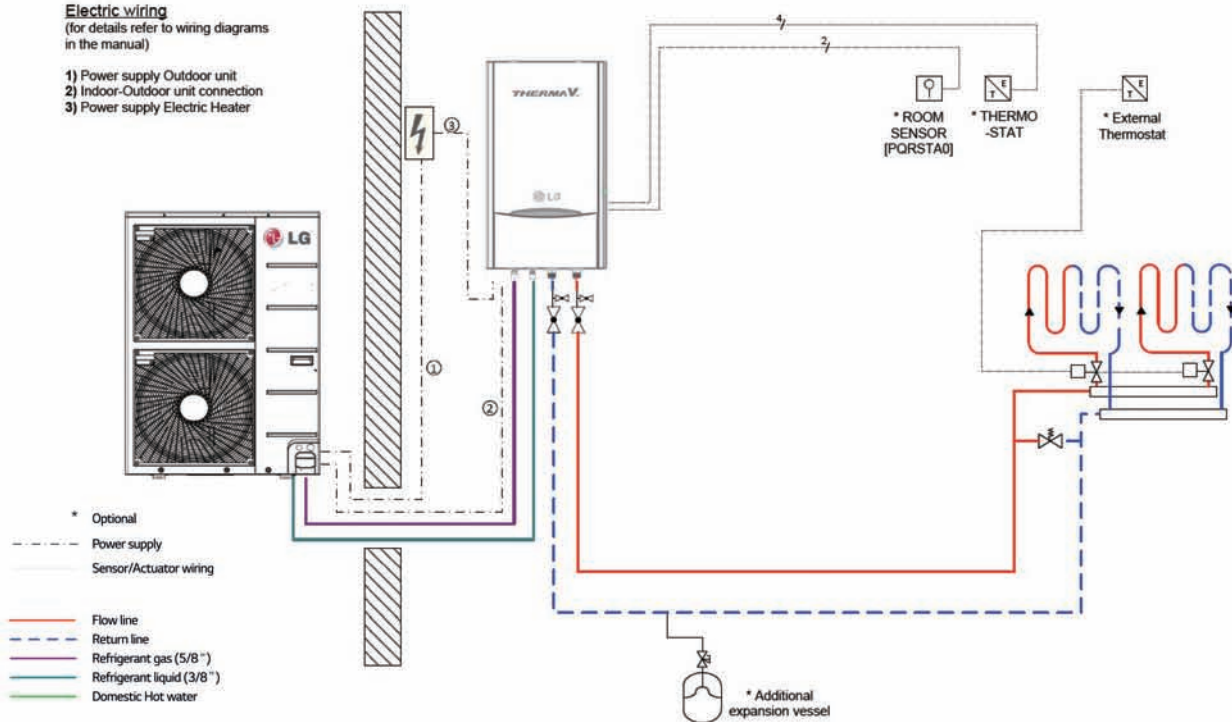 Electric wiring
(for details refer to wiring diagrams
in the manual)
1) Power supply Outdoor unit
2) Indoor-Outdoor unit connection
3) Power supply Electric Heater
4
2
THERMAV.
LG
③
* ROOM
SENSOR
[PQRSTA0]
T E
* THERMO
-STAT
T E
* External
Thermostat
LG
①
②
* Optional
Power supply
Sensor/Actuator wiring
Flow line
Return line
Refrigerant gas (5/8")
Refrigerant liquid (3/8")
Domestic Hot water
* Additional
expansion vessel